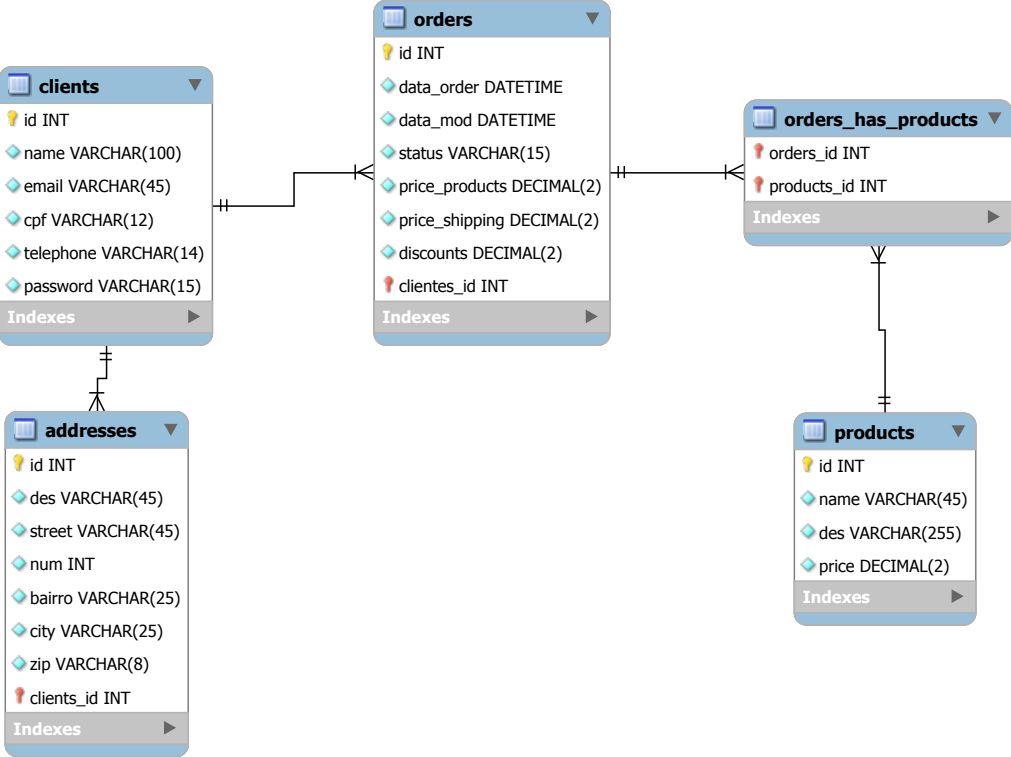 clients
id INT
name VARCHAR(100)
email VARCHAR(45)
cpf VARCHAR(12)
telephone VARCHAR(14)
password VARCHAR(15)
Indexes
orders
id INT
data_order DATETIME
data_mod DATETIME
status VARCHAR(15)
price_products DECIMAL(2)
price_shipping DECIMAL(2)
discounts DECIMAL(2)
clientes_id INT
Indexes
orders_has_products
orders_id INT
products_id INT
Indexes
addresses
id INT
des VARCHAR(45)
street VARCHAR(45)
num INT
bairro VARCHAR(25)
city VARCHAR(25)
zip VARCHAR(8)
clients_id INT
Indexes
products
id INT
name VARCHAR(45)
des VARCHAR(255)
price DECIMAL(2)
Indexes